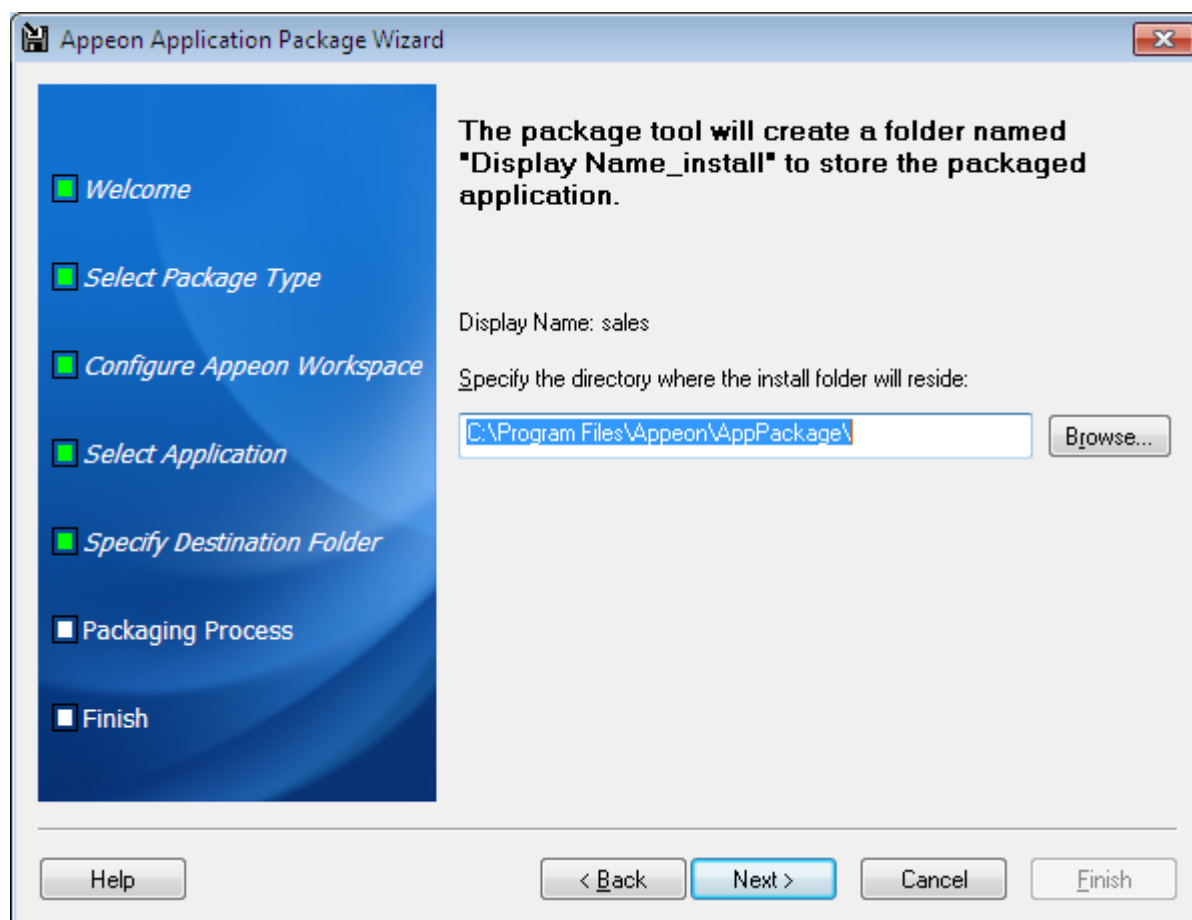 Appeon Application Package Wizard
Welcome
Select Package Type
Configure Appeon Workspace
Select Application
Specify Destination Folder
Packaging Process
Finish
The package tool will create a folder named
"Display Name_install" to store the packaged
application.
Display Name: sales
Specify the directory where the install folder will reside:
C:\Program Files\Appeon\AppPackage\
Browse...
Help
< Back
Next >
Cancel
Finish